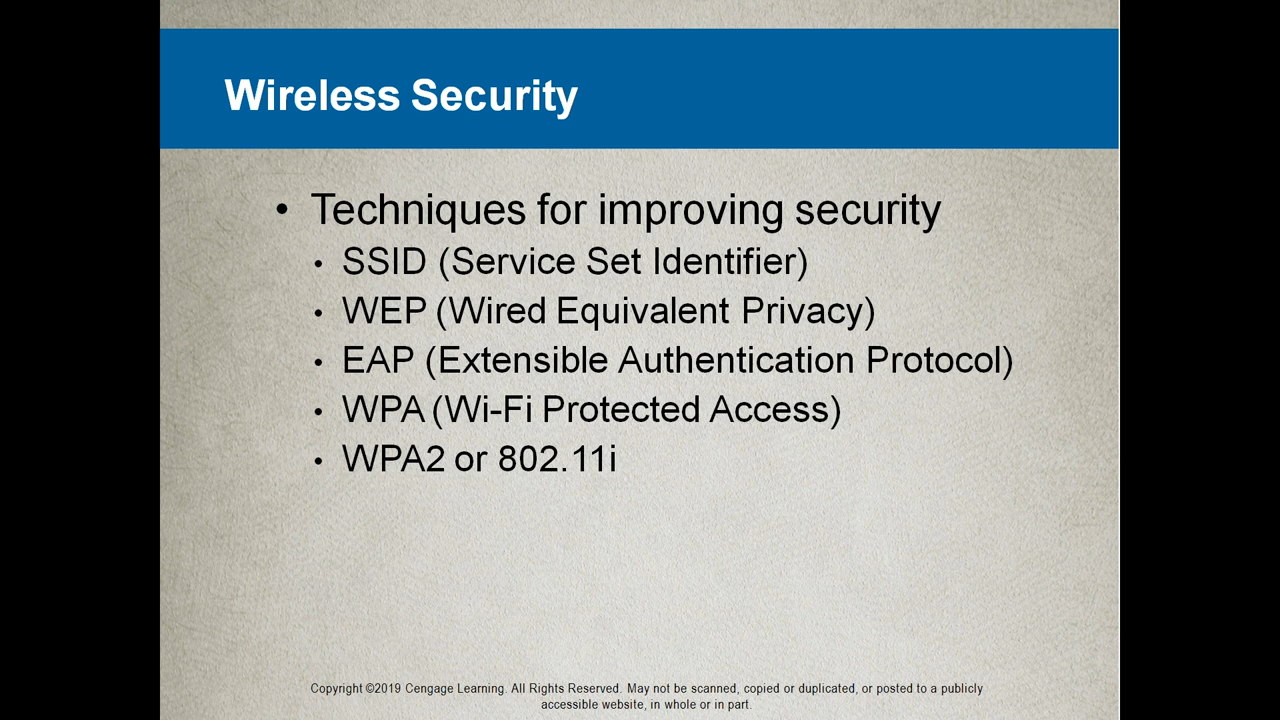 Wireless Security
• Techniques for improving security
• SSID (Service Set Identifier)
• WEP (Wired Equivalent Privacy)
• EAP (Extensible Authentication Protocol)
• WPA (Wi-Fi Protected Access)
• WPA2 or 802.11i
Copyright ©2019 Cengage Learning. All Rights Reserved. May not be scanned, copied or duplicated, or posted to a publicly
accessible website, in whole or in part.